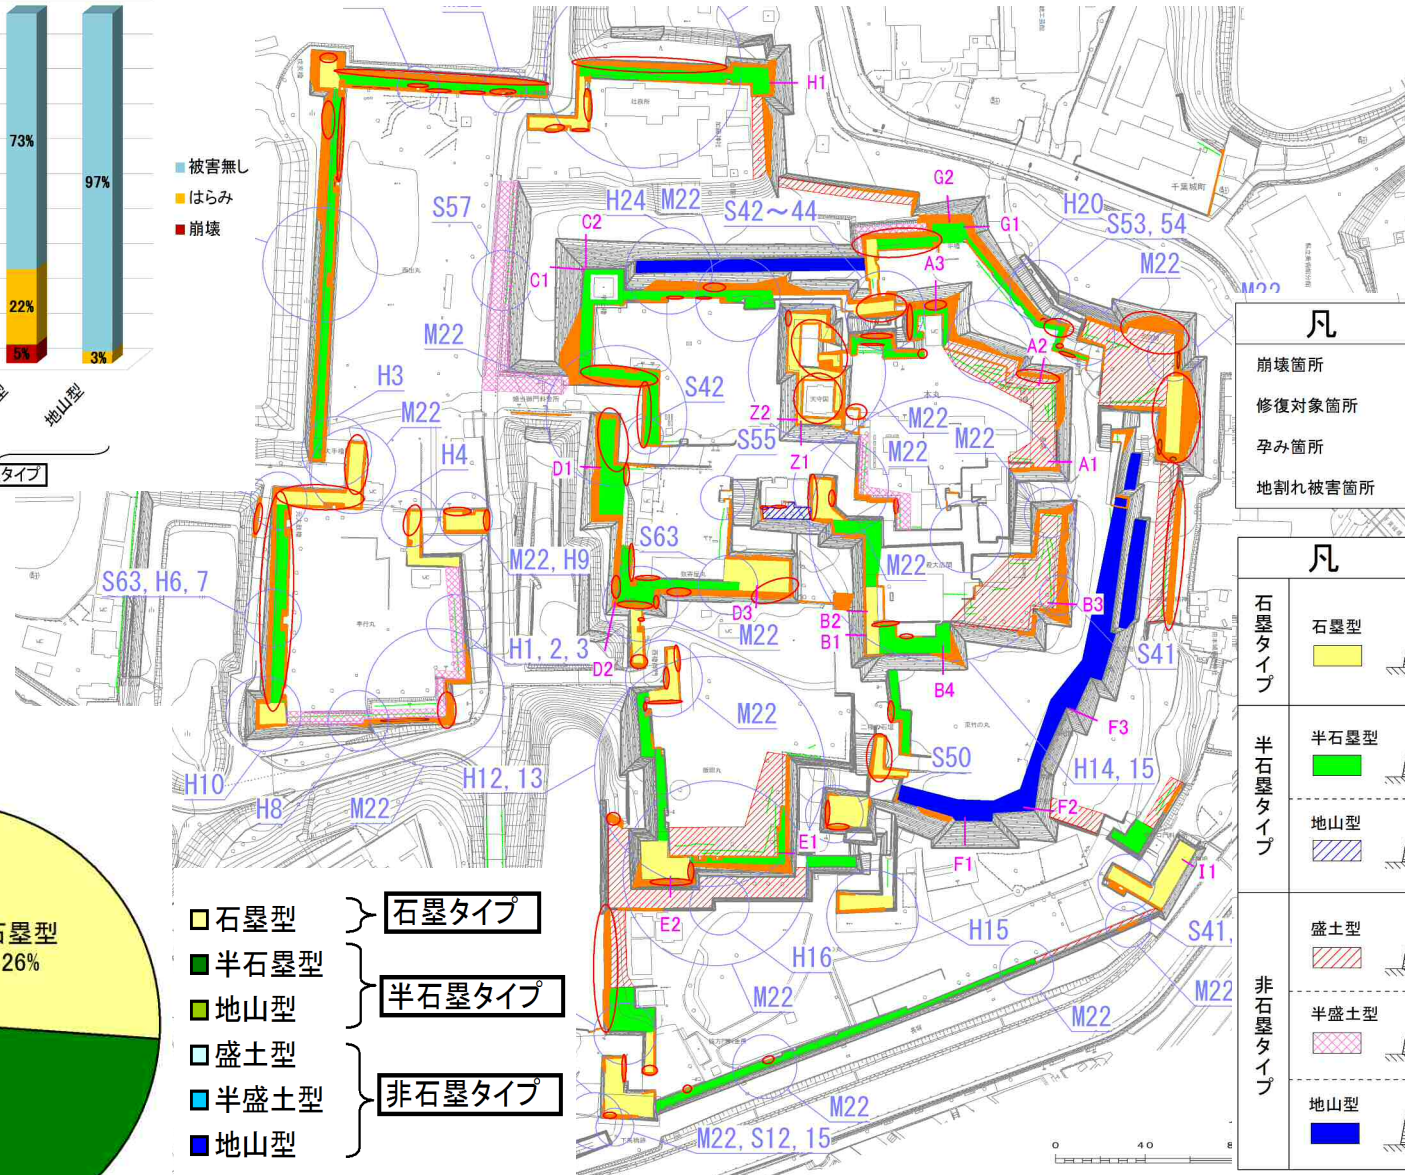 73%
22%
5%
97%
3%
被害無し
はらみ
崩壊
型
地山型
タイプ
H1
千葉城町
S57
H24
M22
S42～44
G2
H20
C2
G1
S53, 54
A3
M22
C1
M22
凡
崩壊箇所
M22
A2
修復対象箇所
H3
S42
本丸
孕み箇所
M22
Z2
M22
地割れ被害箇所
H4
S55
M22
D1
Z1
M22
A1
凡
S63
M22, H9
M22
S63, H6, 7
石塁タイプ
石塁型
D3
B2
B3
H1, 2, 3
M22
B1
S41
D2
B4
M22
F3
半石塁タイプ
半石塁型
S50
H14, 15
H10
H12, 13
H8
M22
F2
地山型
E1
F1
I1
非石塁タイプ
盛土型
E2
H15
S41,
H16
M22
M22
M22
半盛土型
M22
地山型
M22, S12, 15
0
40
8
石塁型
26%
石塁型
石塁タイプ
半石塁型
半石塁タイプ
地山型
盛土型
半盛土型
非石塁タイプ
地山型